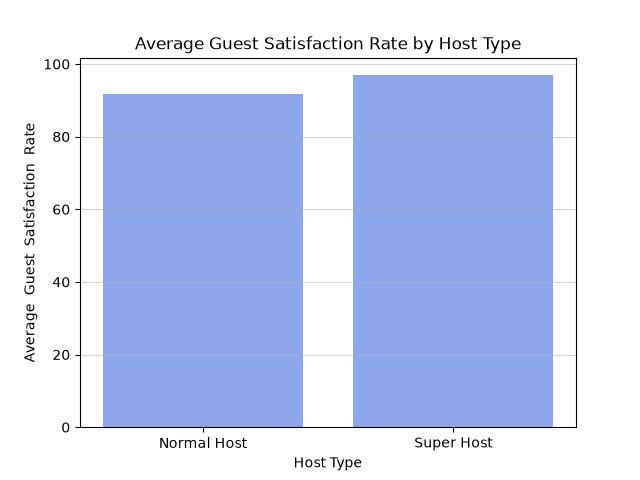 Average Guest Satisfaction Rate by Host Type
Average Guest Satisfaction Rate
100
80
60
40
20
0
Normal Host
Super Host
Host Type